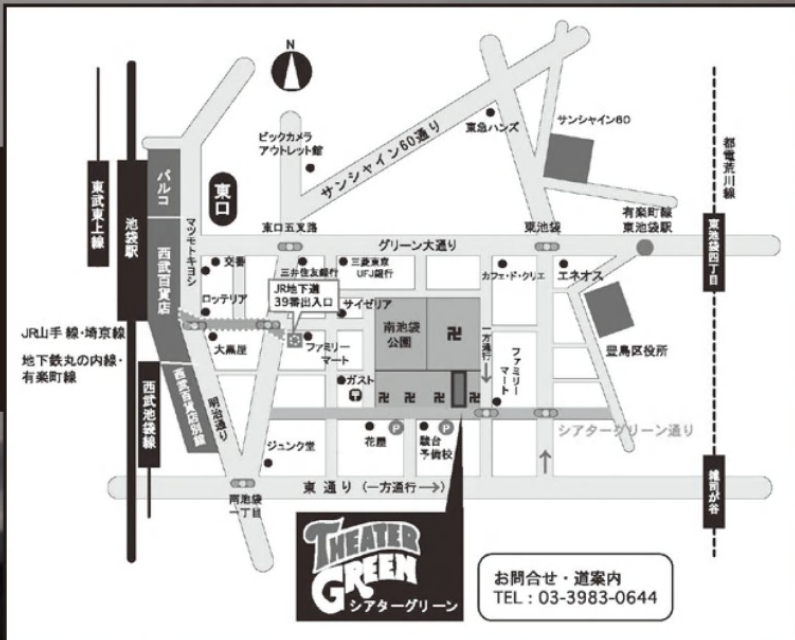 N
ビックカメラ
アウトレット館
サンシャイン60通り
東急ハンズ
サンシャイン60
都電荒川線
東武東上線
池袋駅
パルコ
東口
マツモトキヨシ
西武百貨店
東口五叉路
グリーン大通り
東池袋
有楽町線
東池袋駅
東池袋四丁目
交番
三井住友銀行
三菱東京
UFJ銀行
カフェ・ド・クリエ
エネオス
ロッテリア
JR地下道
39番出入口
サイゼリア
南池袋
公園
卍
一方通行→
豊島区役所
JR山手線・埼京線
地下鉄丸の内線・
有楽町線
大黒屋
ファミリー
マート
ファミリー
マート
西武池袋線
西武百貨店別館
明治通り
ガスト
卍
卍
卍
卍
シアターグリーン通り
花屋
P
駿台
予備校
P
ジュンク堂
南池袋
一丁目
東通り (一方通行→)
雑司が谷
THEATER
GREEN
シアターグリーン
お問合せ・道案内
TEL:03-3983-0644